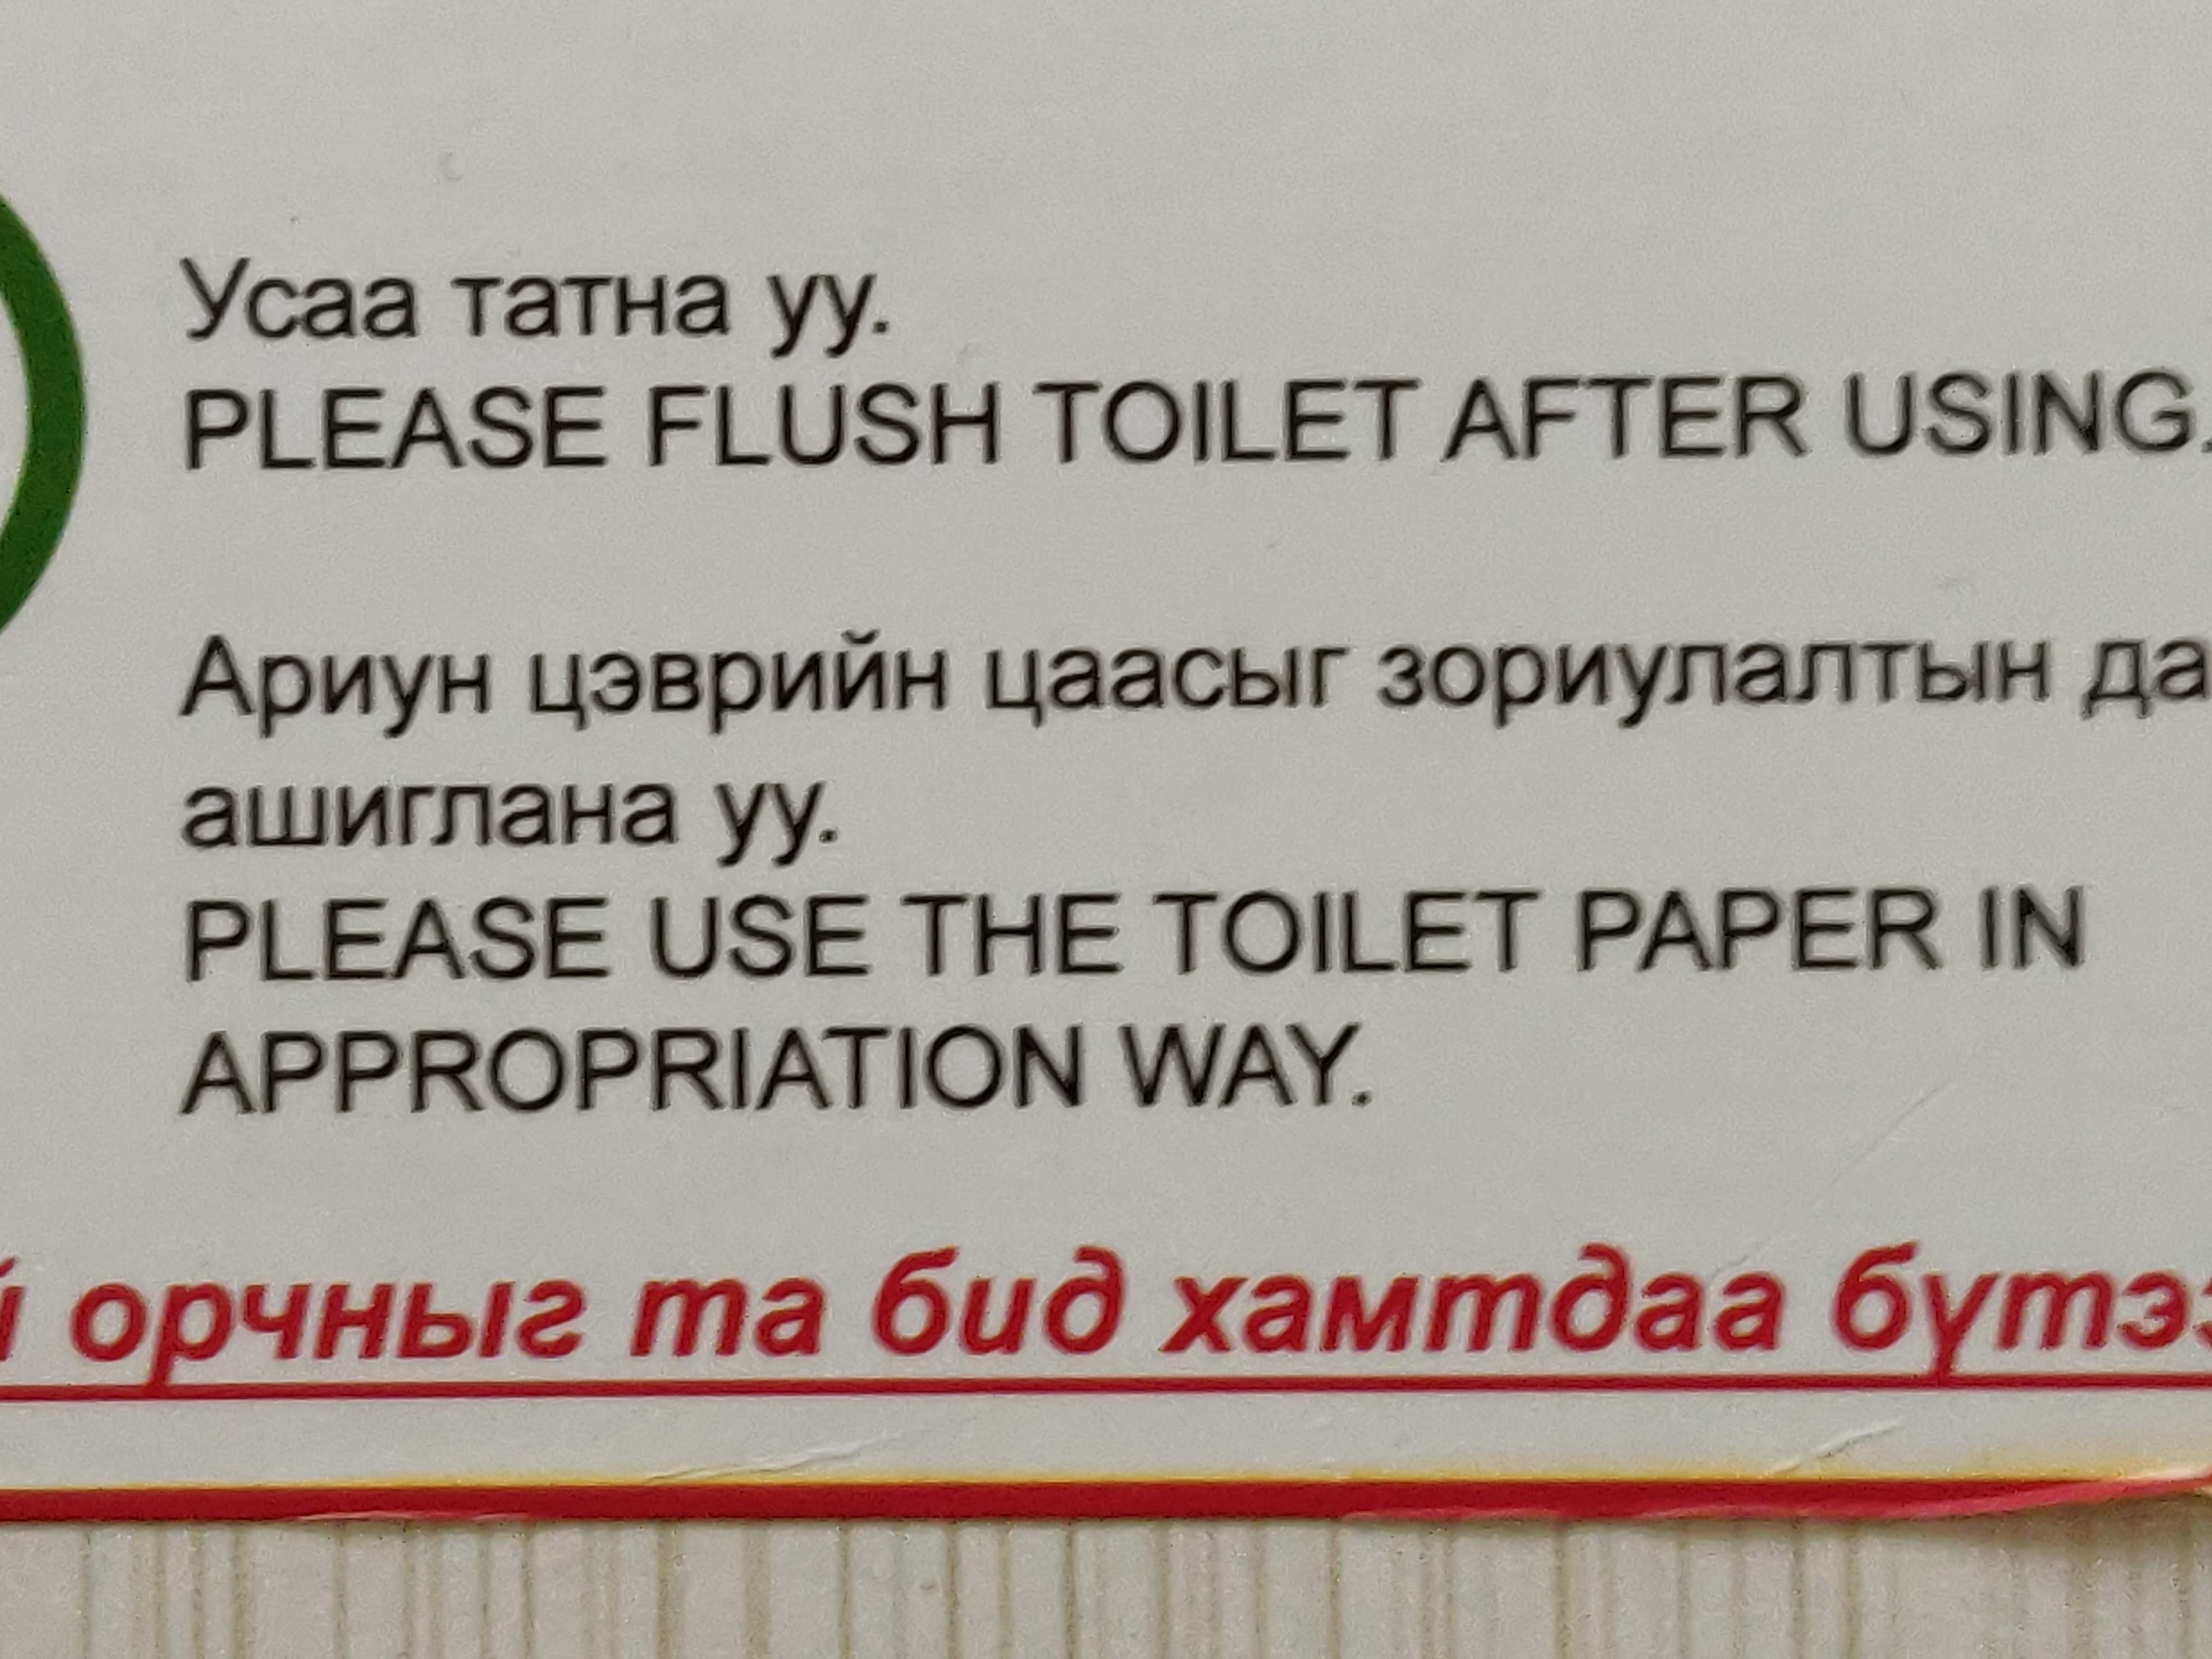 Усаа татна уу.
PLEASE FLUSH TOILET AFTER USING.
Ариун цэврийн цаасыг зориулалтын да
ашиглана уу.
PLEASE USE THE TOILET PAPER IN
APPROPRIATION WAY.
й орчныг та бид хамтдаа бүтээ